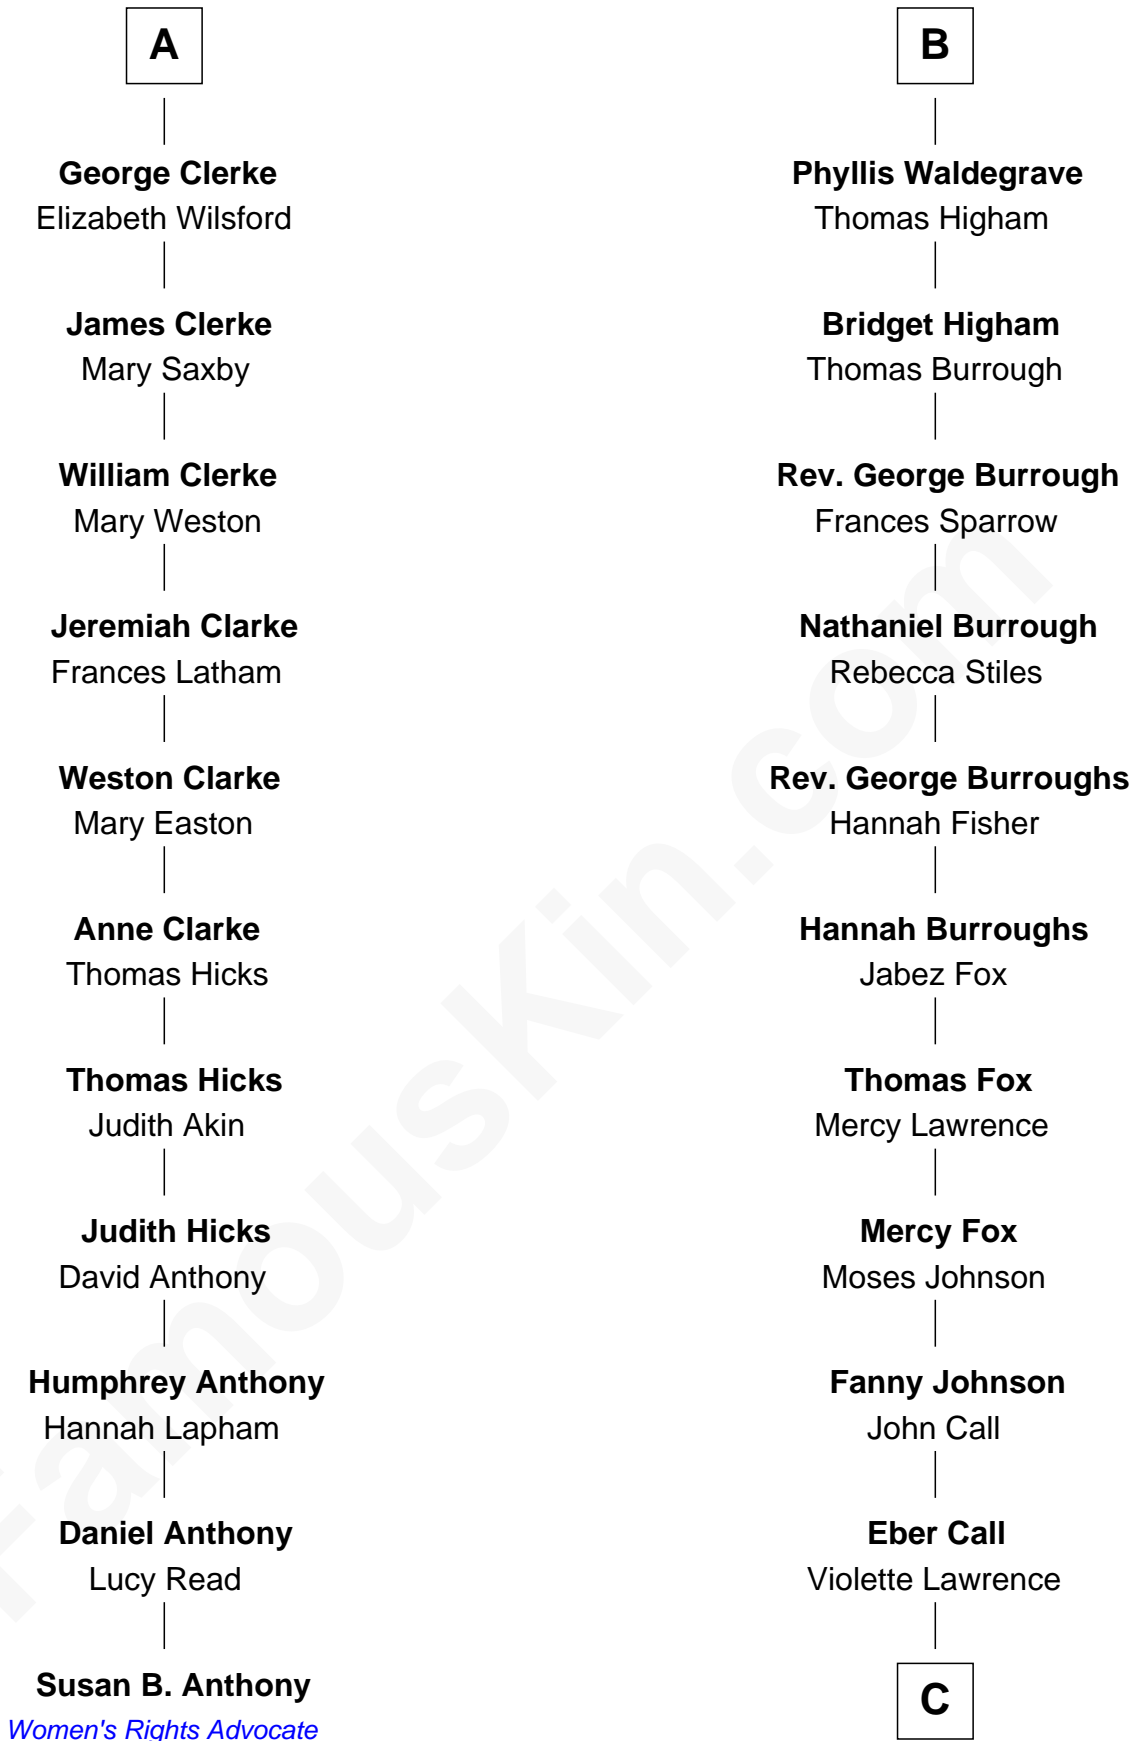 A
George Clerke
Elizabeth Wilsford
James Clerke
Mary Saxby
William Clerke
Mary Weston
Jeremiah Clarke
Frances Latham
Weston Clarke
Mary Easton
Anne Clarke
Thomas Hicks
Thomas Hicks
Judith Akin
Judith Hicks
David Anthony
Humphrey Anthony
Hannah Lapham
Daniel Anthony
Lucy Read
Susan B. Anthony
Women's Rights Advocate
B
Phyllis Waldegrave
Thomas Higham
Bridget Higham
Thomas Burrough
Rev. George Burrough
Frances Sparrow
Nathaniel Burrough
Rebecca Stiles
Rev. George Burroughs
Hannah Fisher
Hannah Burroughs
Jabez Fox
Thomas Fox
Mercy Lawrence
Mercy Fox
Moses Johnson
Fanny Johnson
John Call
Eber Call
Violette Lawrence
C
FamousKin.com